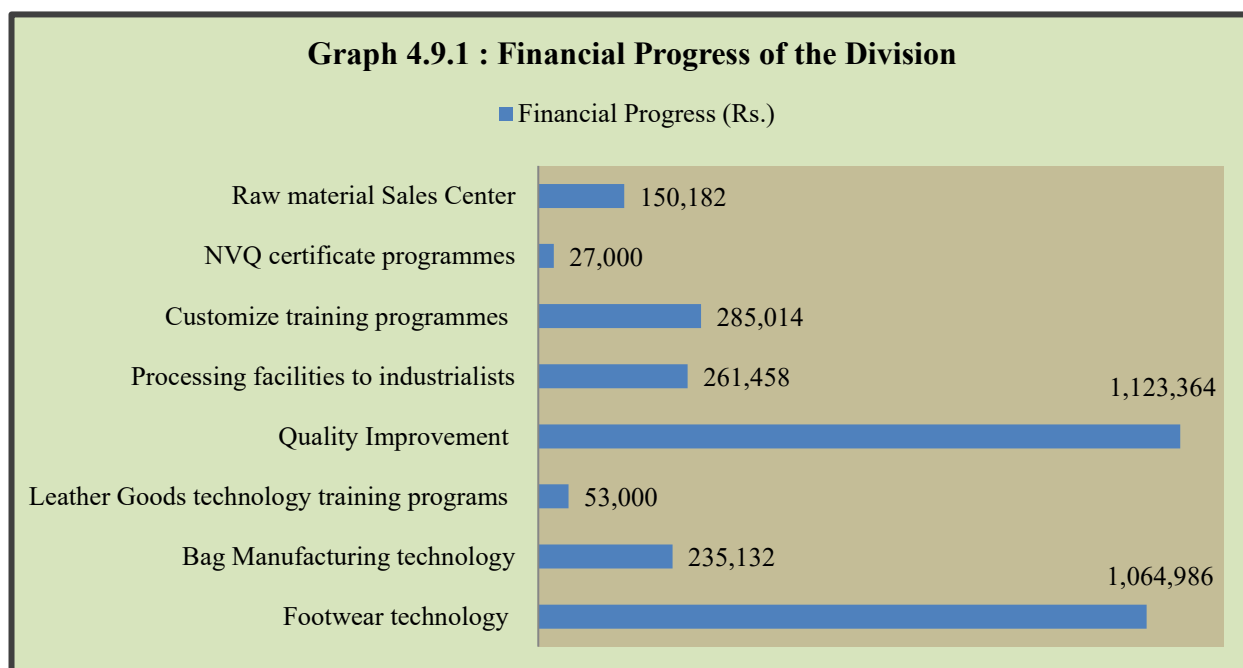 Graph 4.9.1 : Financial Progress of the Division
Financial Progress (Rs.)
Raw material Sales Center 150,182
NVQ certificate programmes 27,000
Customize training programmes 285,014
Processing facilities to industrialists 261,458
Quality Improvement 1,123,364
Leather Goods technology training programs 53,000
Bag Manufacturing technology 235,132
Footwear technology 1,064,986